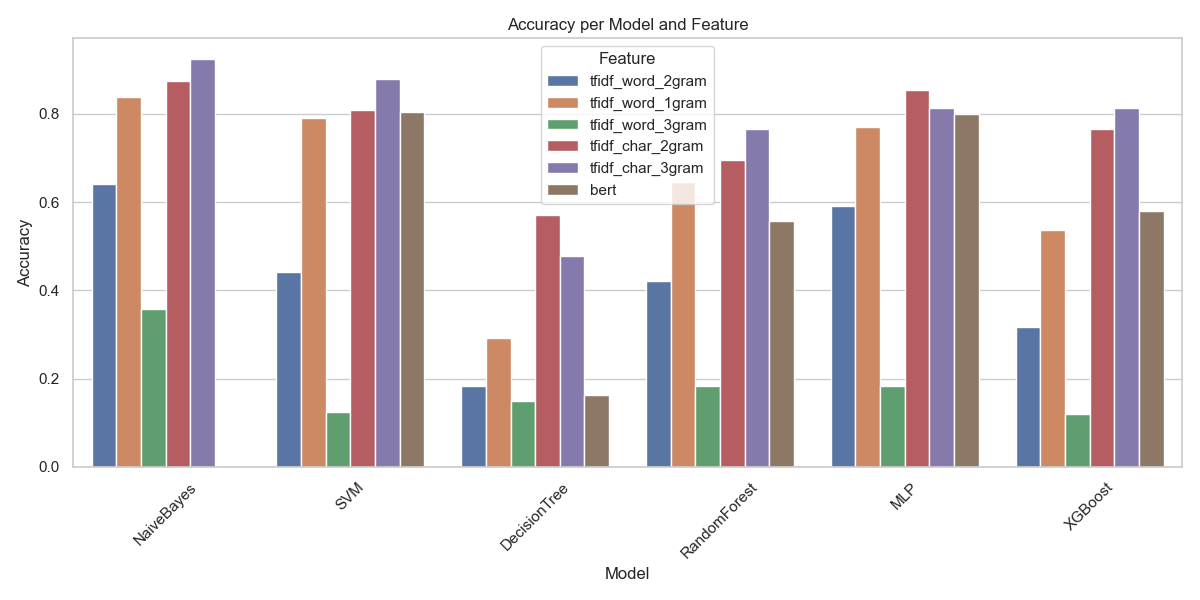 Accuracy per Model and Feature
Feature
tfidf_word_2gram
tfidf_word_1gram
tfidf_word_3gram
tfidf_char_2gram
tfidf_char_3gram
bert
Accuracy
0.8
0.6
0.4
0.2
0.0
NaiveBayes
SVM
DecisionTree
RandomForest
MLP
XGBoost
Model